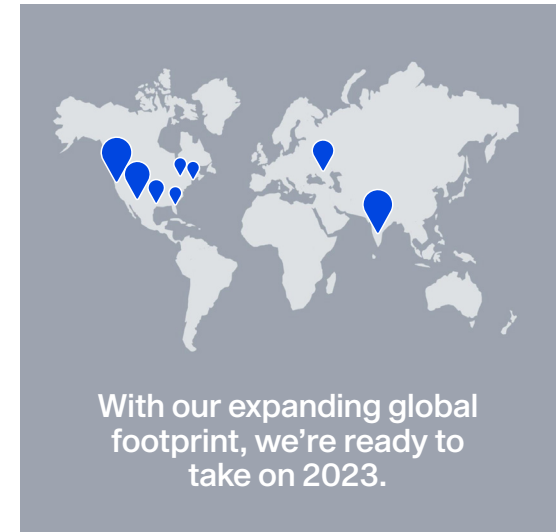 With our expanding global
footprint, we’re ready to
take on 2023.